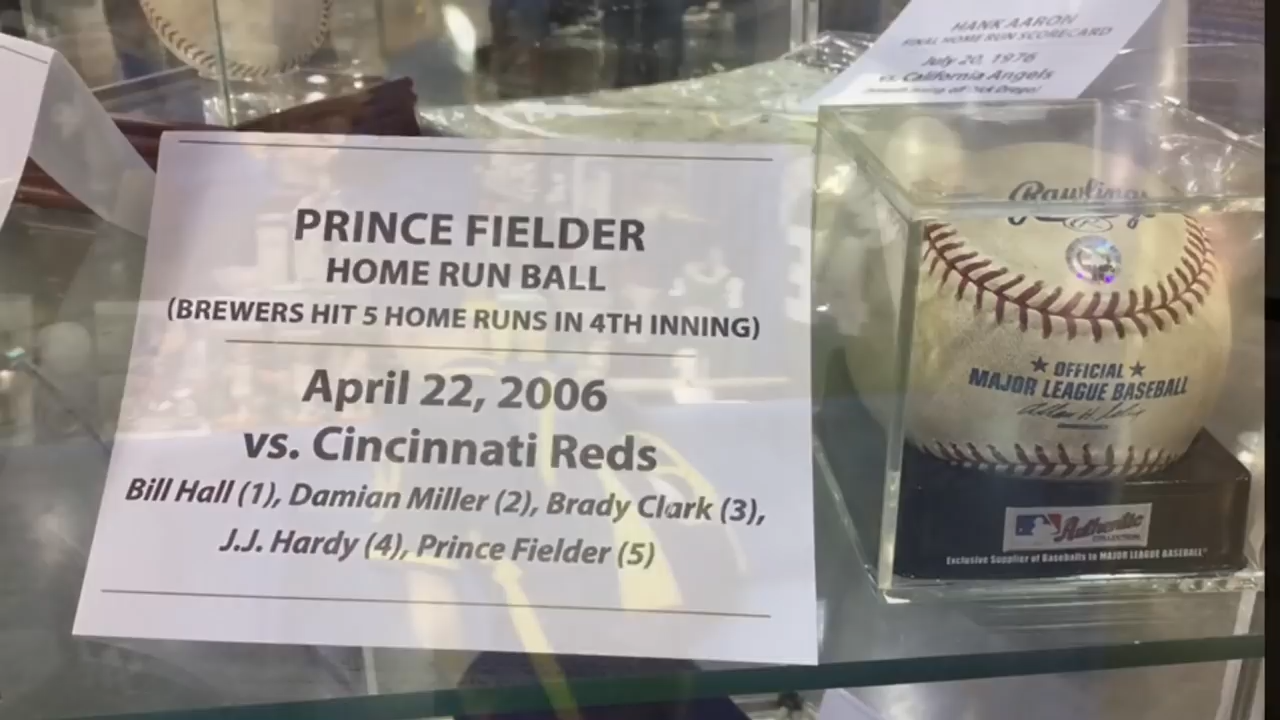 HANK AARON
FINAL HOME RUN SCORECARD
July 20, 1976
vs. California Angels
PRINCE FIELDER
HOME RUN BALL
(BREWERS HIT 5 HOME RUNS IN 4TH INNING)
April 22, 2006
vs. Cincinnati Reds
Bill Hall (1), Damian Miller (2), Brady Clark (3),
J.J. Hardy (4), Prince Fielder (5)
Rawlings
OFFICIAL
MAJOR LEAGUE BASEBALL
Authentic
COLLECTION
Exclusive Supplier of Baseballs to MAJOR LEAGUE BASEBALL